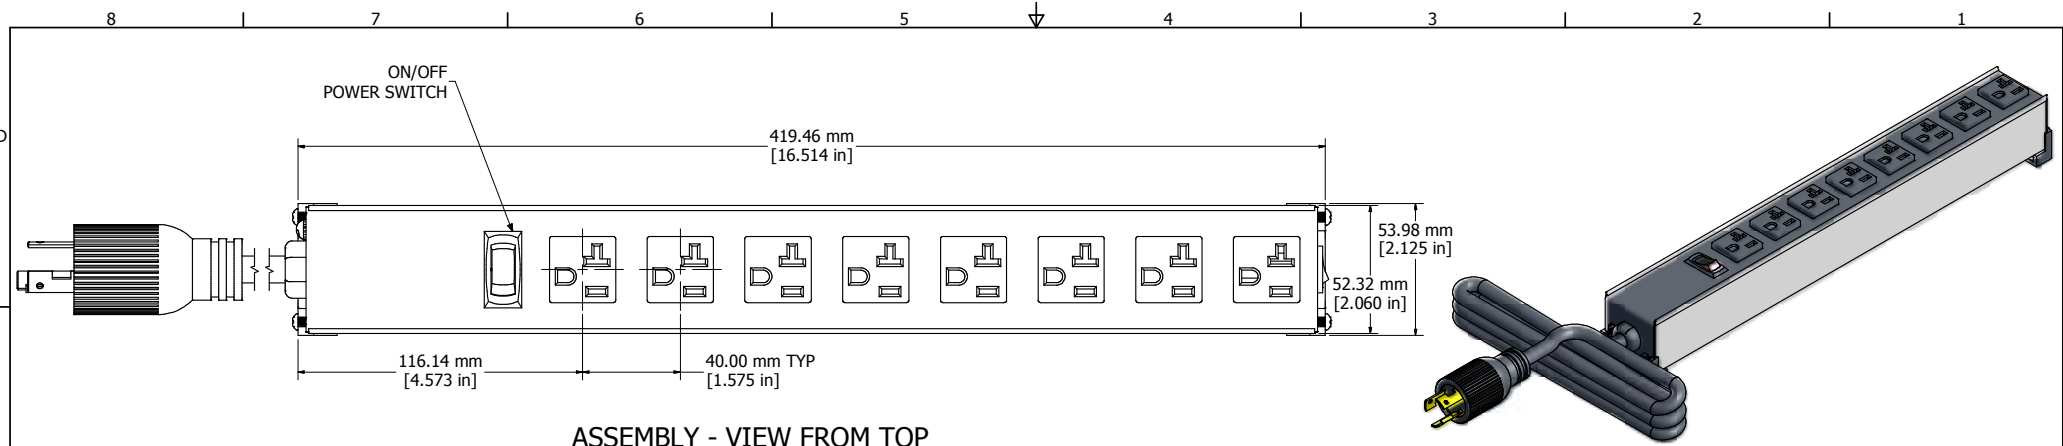 8 7 6 5 4 3 2 1
D
ON/OFF
POWER SWITCH
419.46 mm
[16.514 in]
53.98 mm
[2.125 in]
52.32 mm
[2.060 in]
116.14 mm
[4.573 in]
40.00 mm TYP
[1.575 in]
ASSEMBLY - VIEW FROM TOP